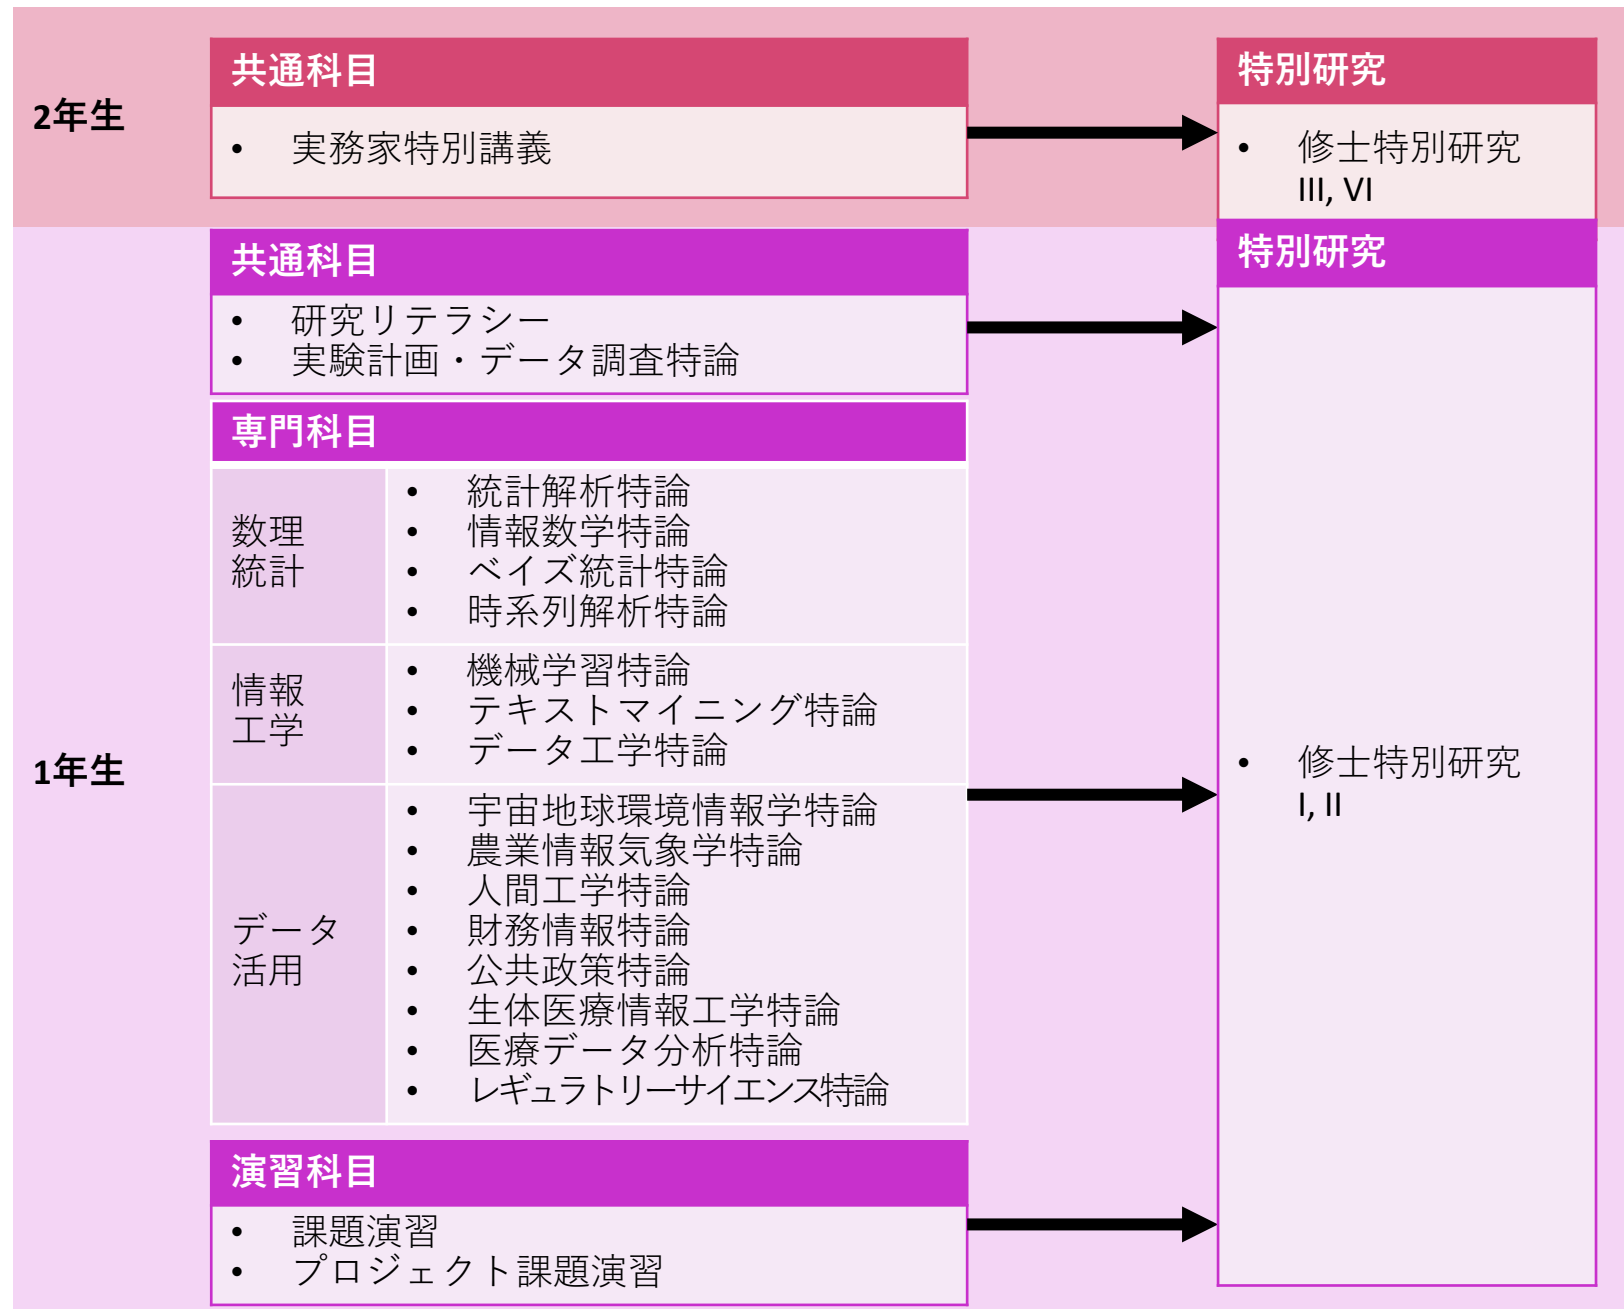 2年生
共通科目
• 実務家特別講義
特別研究
• 修士特別研究
III, VI
1年生
共通科目
• 研究リテラシー
• 実験計画・データ調査特論
専門科目
数理
統計
• 統計解析特論
• 情報数学特論
• ベイズ統計特論
• 時系列解析特論
情報
工学
• 機械学習特論
• テキストマイニング特論
• データ工学特論
データ
活用
• 宇宙地球環境情報学特論
• 農業情報気象学特論
• 人間工学特論
• 財務情報特論
• 公共政策特論
• 生体医療情報工学特論
• 医療データ分析特論
• レギュラトリーサイエンス特論
演習科目
• 課題演習
• プロジェクト課題演習
特別研究
• 修士特別研究
I, II